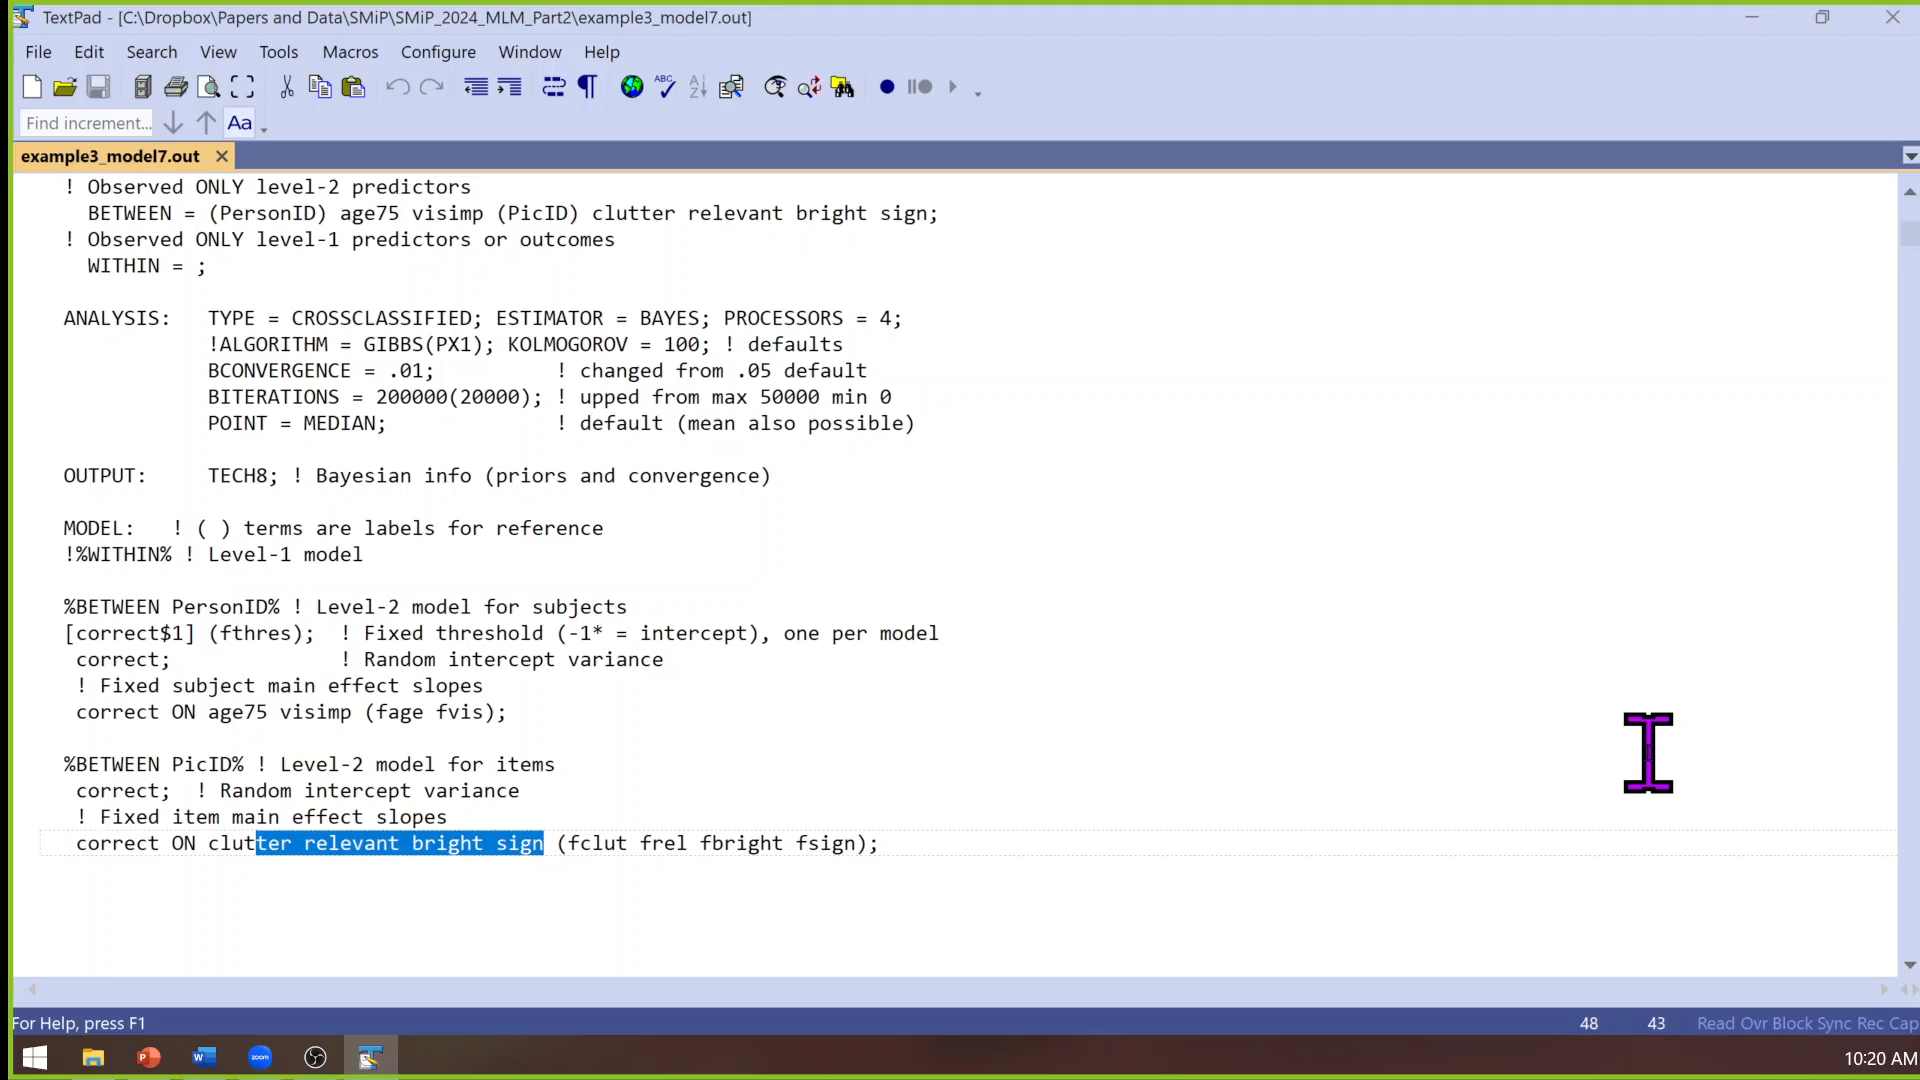 TextPad - [C:\Dropbox\Papers and Data\SMiP\SMiP_2024_MLM_Part2\example3_model7.out]
File Edit Search View Tools Macros Configure Window Help
Find increment... Aa
example3_model7.out
! Observed ONLY level-2 predictors
BETWEEN = (PersonID) age75 visimp (PicID) clutter relevant bright sign;
! Observed ONLY level-1 predictors or outcomes
WITHIN = ;
ANALYSIS: TYPE = CROSSCLASSIFIED; ESTIMATOR = BAYES; PROCESSORS = 4;
!ALGORITHM = GIBBS(PX1); KOLMOGOROV = 100; ! defaults
BCONVERGENCE = .01; ! changed from .05 default
BITERATIONS = 200000(20000); ! upped from max 50000 min 0
POINT = MEDIAN; ! default (mean also possible)
OUTPUT: TECH8; ! Bayesian info (priors and convergence)
MODEL: ! ( ) terms are labels for reference
!%WITHIN% ! Level-1 model
%BETWEEN PersonID% ! Level-2 model for subjects
[correct$1] (fthres); ! Fixed threshold (-1* = intercept), one per model
correct; ! Random intercept variance
! Fixed subject main effect slopes
correct ON age75 visimp (fage fvis);
%BETWEEN PicID% ! Level-2 model for items
correct; ! Random intercept variance
! Fixed item main effect slopes
correct ON clutter relevant bright sign (fclut frel fbright fsign);
For Help, press F1 48 43 Read Ovr Block Sync Rec Cap
10:20 AM